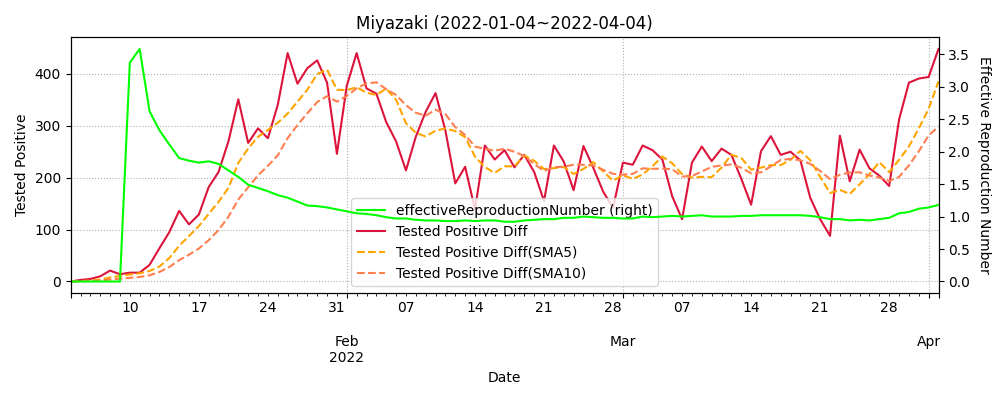 Miyazaki (2022-01-04~2022-04-04)
Tested Positive
400
300
200
100
0
3.5
3.0
2.5
2.0
1.5
1.0
0.5
0.0
Effective Reproduction Number
effectiveReproductionNumber (right)
Tested Positive Diff
Tested Positive Diff(SMA5)
Tested Positive Diff(SMA10)
10 17 24 31 07 14 21 28 07 14 21 28
Feb Mar Apr
2022
Date